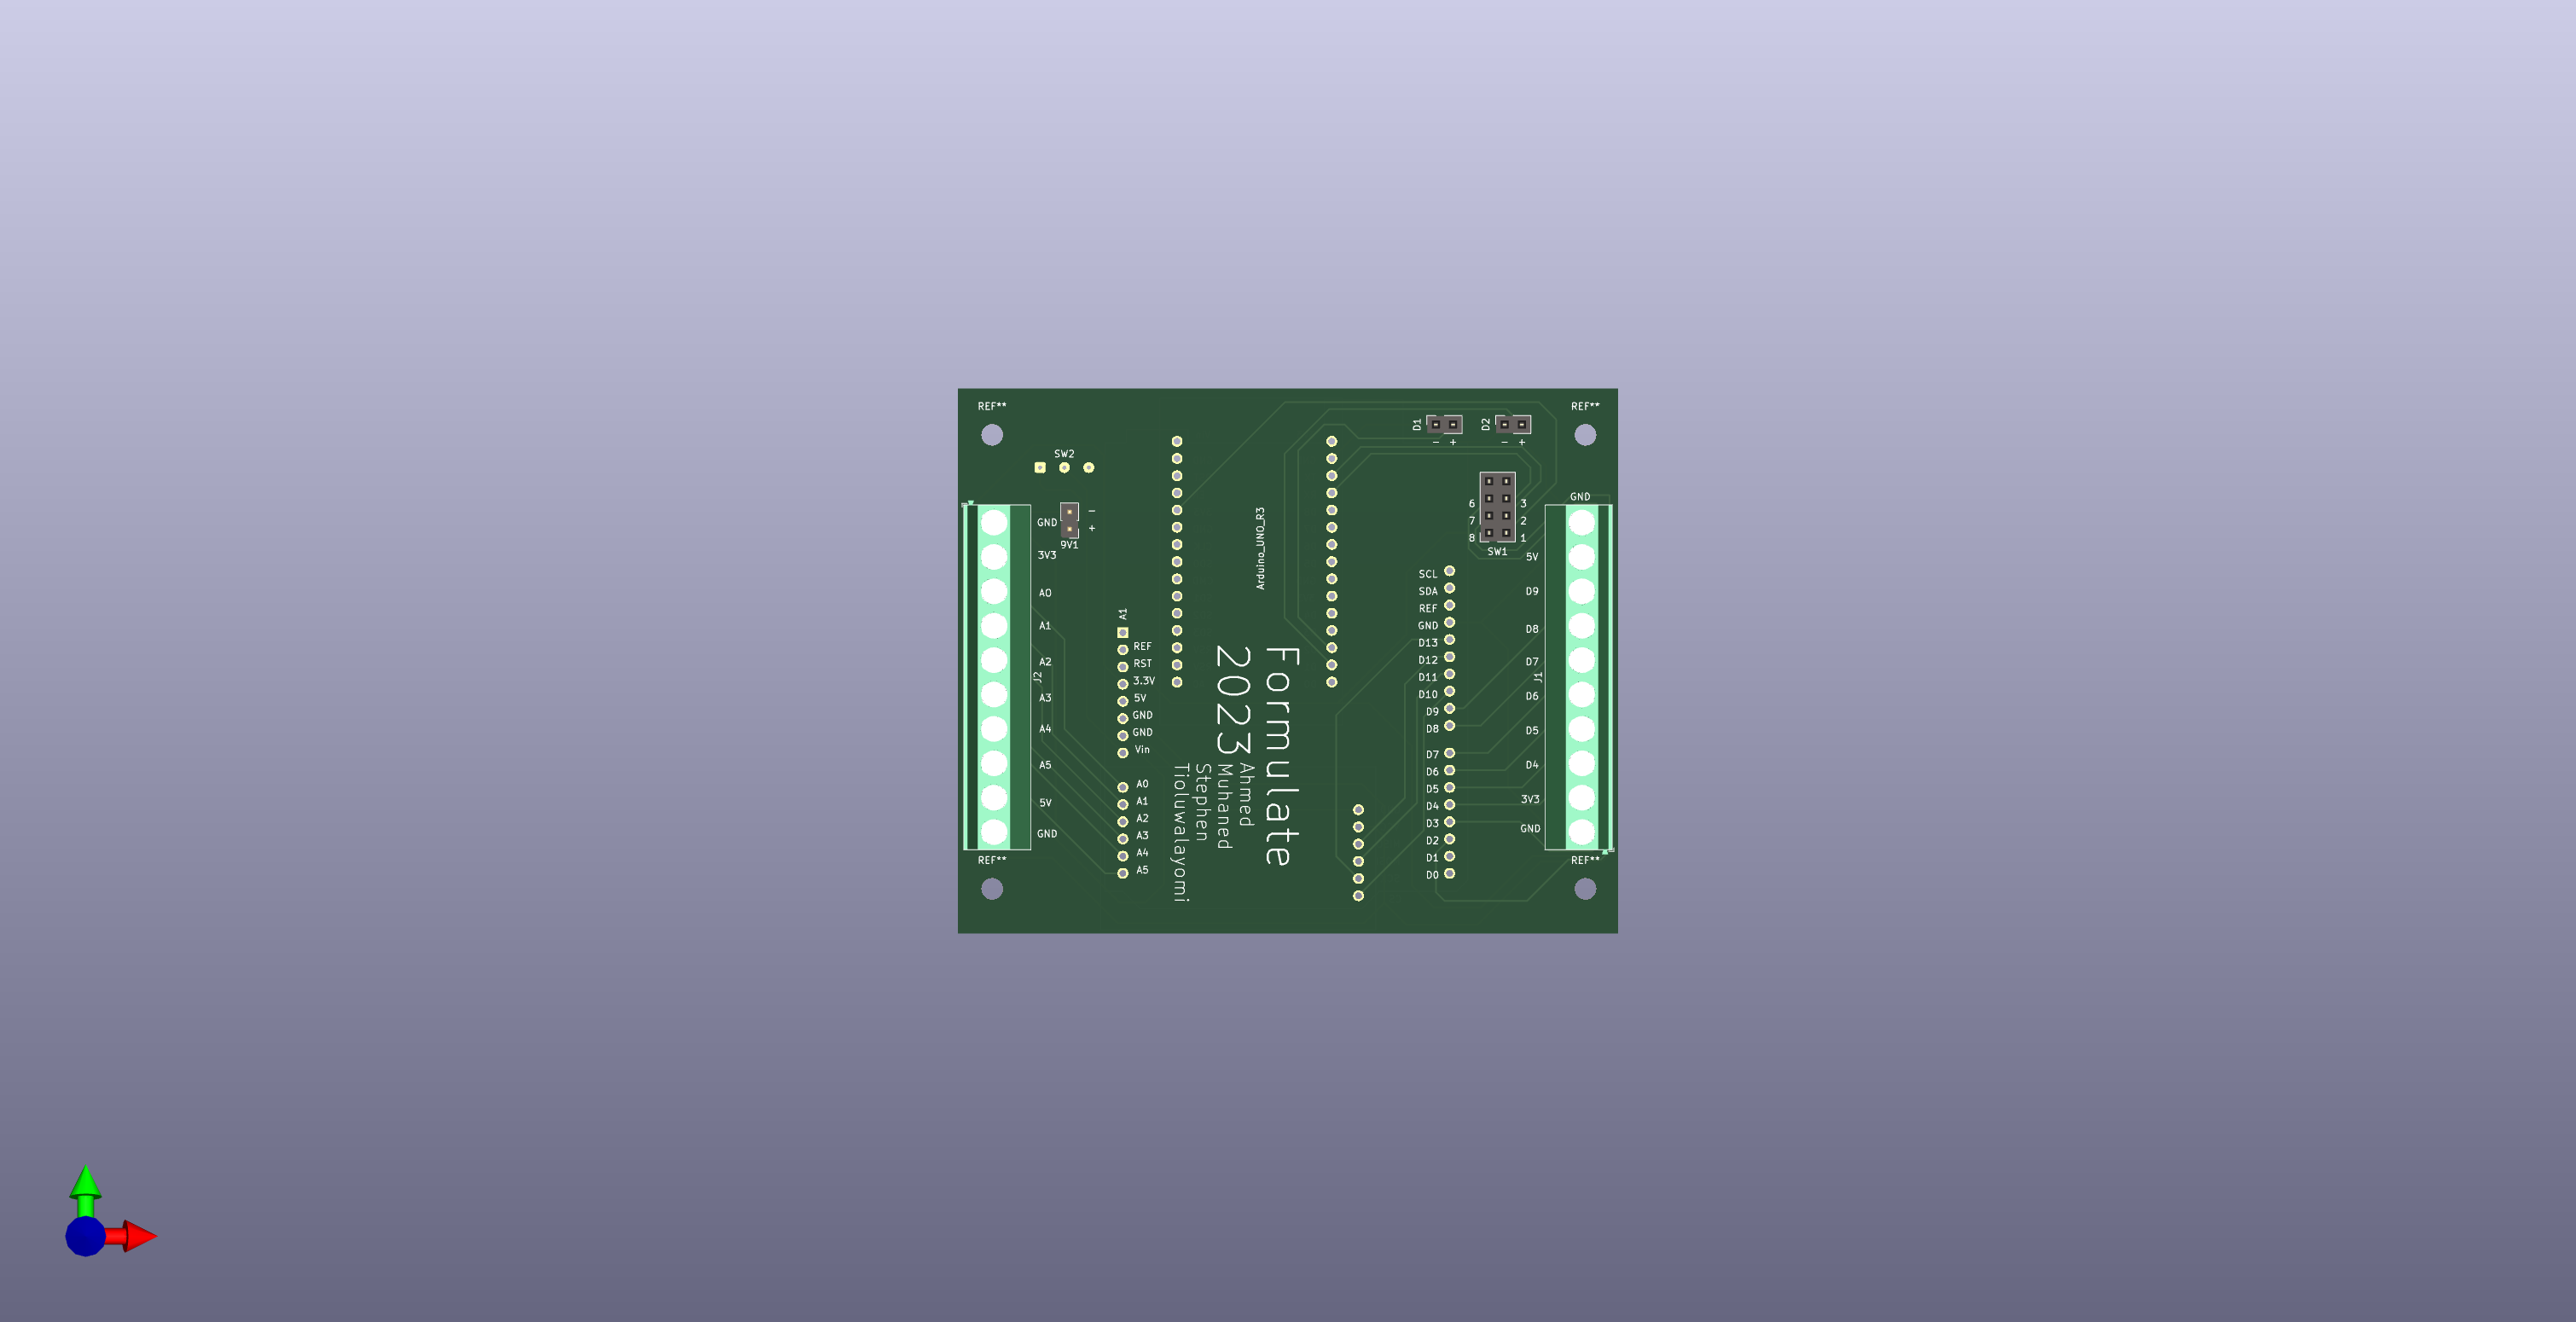 REF**
REF**
D1
D2
- +
- +
SW2
GND
3V3
A0
A1
A2
J2
A3
A4
A5
5V
GND
REF**
-
+
9V1
A1
REF
RST
3.3V
5V
GND
GND
Vin
A0
A1
A2
A3
A4
A5
Arduino_UNO_R3
Formulate
2023
Ahmed
Muhaned
Stephen
Tioluwalayomi
6
7
8
3
2
1
SW1
SCL
SDA
REF
GND
D13
D12
D11
D10
D9
D8
D7
D6
D5
D4
D3
D2
D1
D0
GND
5V
D9
D8
D7
J1
D6
D5
D4
3V3
GND
REF**